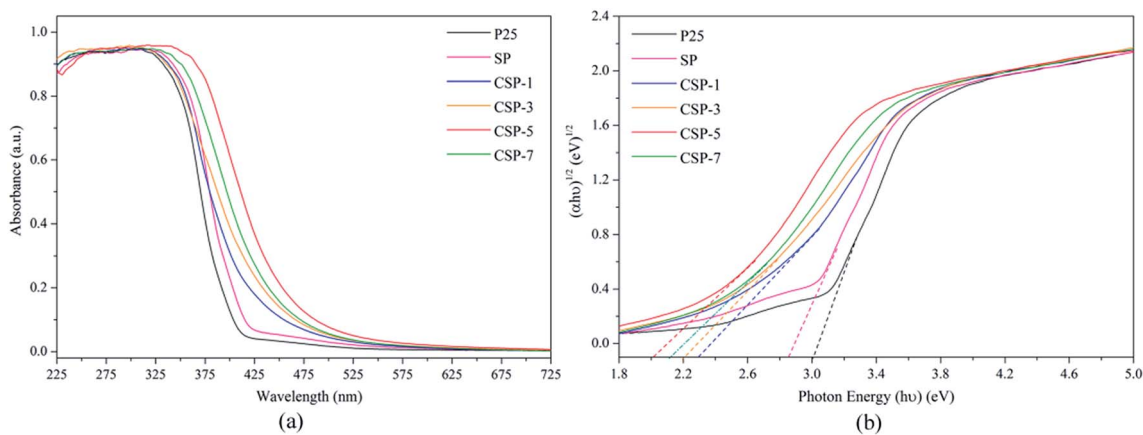 1.0
0.8
0.6
0.4
0.2
0.0
Absorbance (a.u.)
P25
SP
CSP-1
CSP-3
CSP-5
CSP-7
225 275 325 375 425 475 525 575 625 675 725
Wavelength (nm)
(a)
2.4
2.0
1.6
1.2
0.8
0.4
0.0
(αhυ)^1/2 (eV)^1/2
P25
SP
CSP-1
CSP-3
CSP-5
CSP-7
1.8 2.2 2.6 3.0 3.4 3.8 4.2 4.6 5.0
Photon Energy (hυ) (eV)
(b)